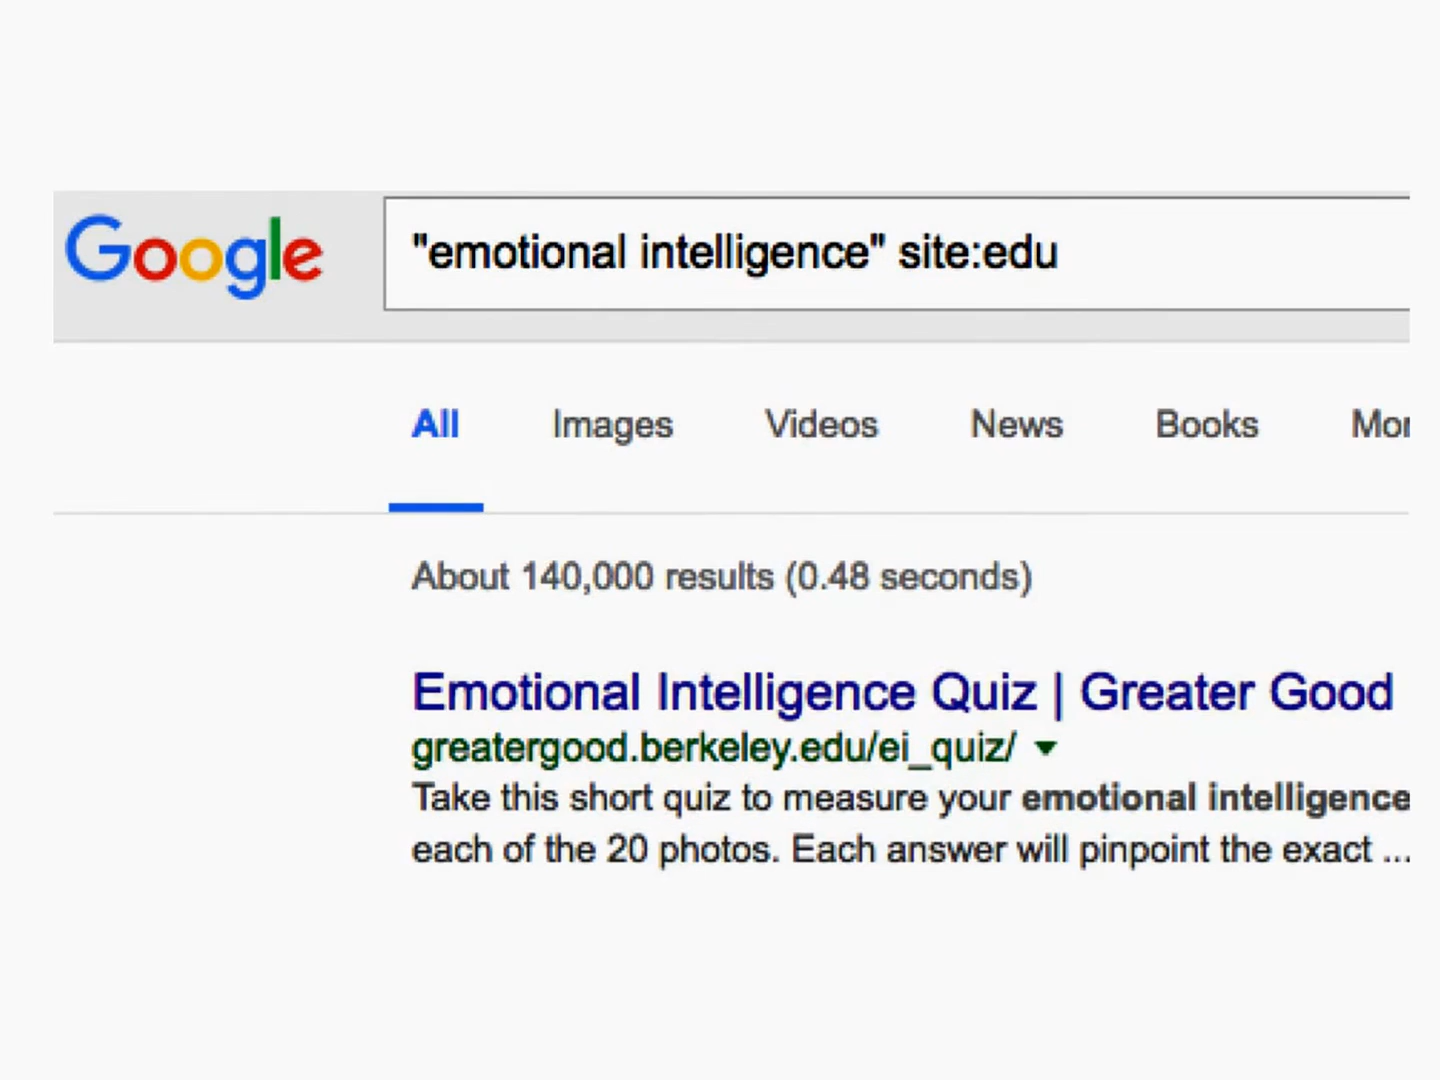 Google
"emotional intelligence" site:edu
All Images Videos News Books Mor
About 140,000 results (0.48 seconds)
Emotional Intelligence Quiz | Greater Good
greatergood.berkeley.edu/ei_quiz/
Take this short quiz to measure your emotional intelligence
each of the 20 photos. Each answer will pinpoint the exact ...